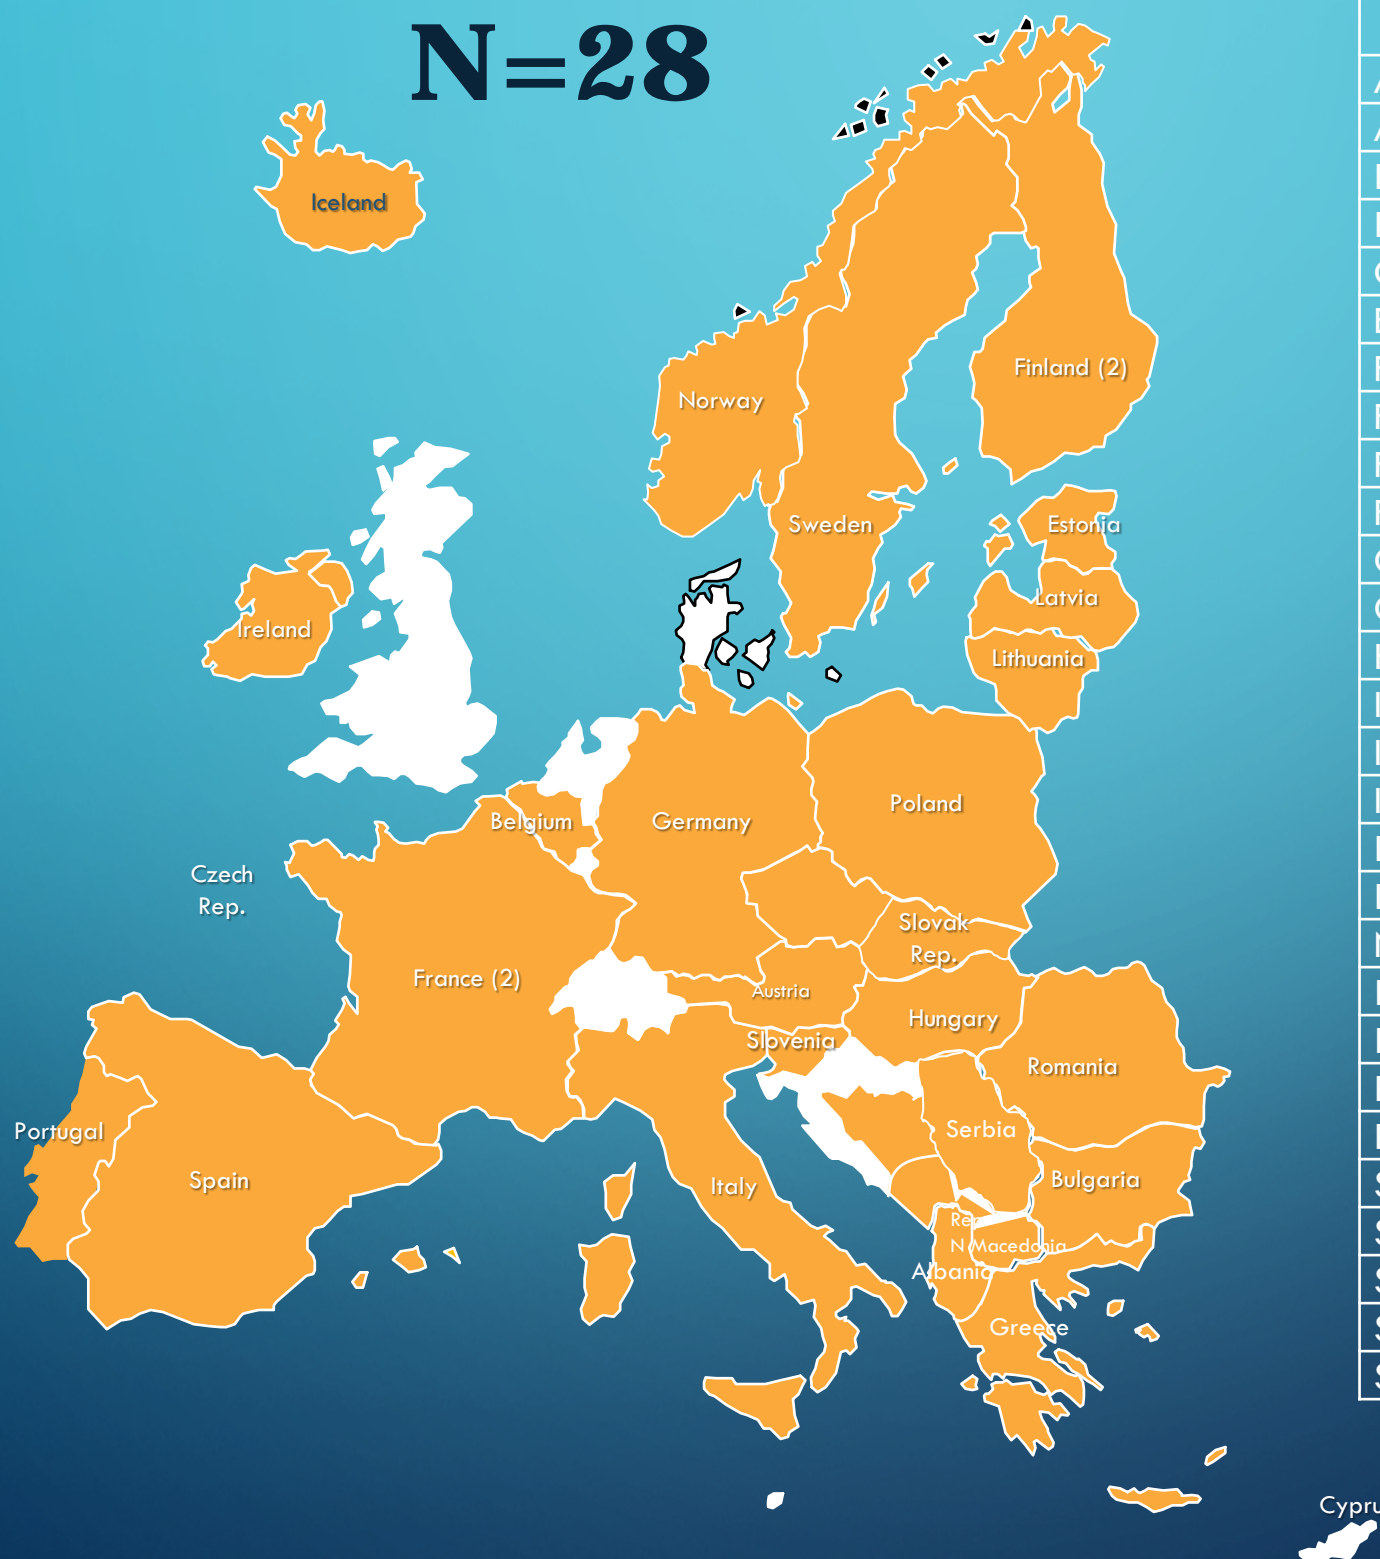 N=28
Iceland
Finland (2)
Norway
Sweden
Estonia
Latvia
Ireland
Lithuania
Poland
Belgium
Germany
Czech
Rep.
Slovak
Rep.
France (2)
Austria
Hungary
Slovenia
Romania
Portugal
Serbia
Spain
Italy
Bulgaria
N Macedonia
Albania
Greece